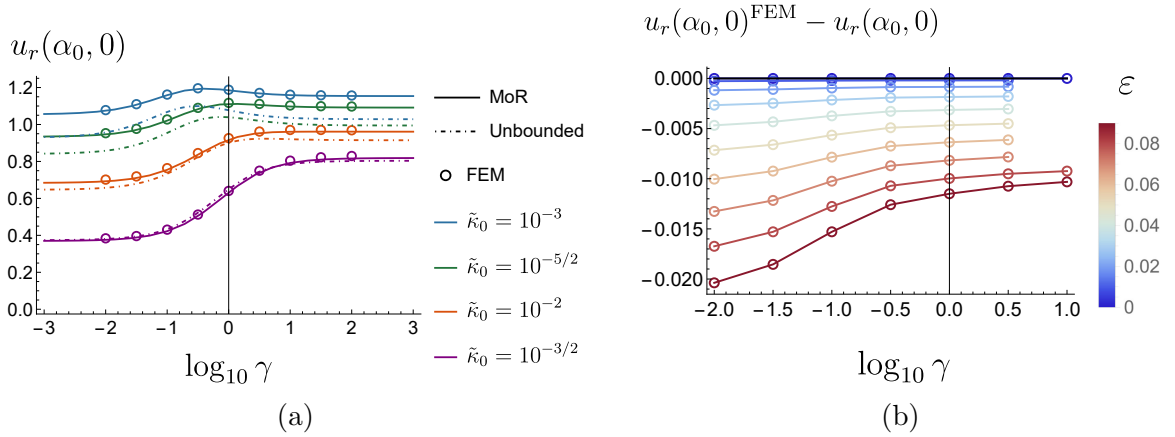 u_r(α_0, 0)
1.2
1.0
0.8
0.6
0.4
0.2
0.0
−3 −2 −1 0 1 2 3
log_10 γ
(a)
MoR
Unbounded
FEM
κ̃_0 = 10^{−3}
κ̃_0 = 10^{−5/2}
κ̃_0 = 10^{−2}
κ̃_0 = 10^{−3/2}
u_r(α_0, 0)^{FEM} − u_r(α_0, 0)
0.000
−0.005
−0.010
−0.015
−0.020
−2.0 −1.5 −1.0 −0.5 0.0 0.5 1.0
log_10 γ
(b)
ε
0.08
0.06
0.04
0.02
0